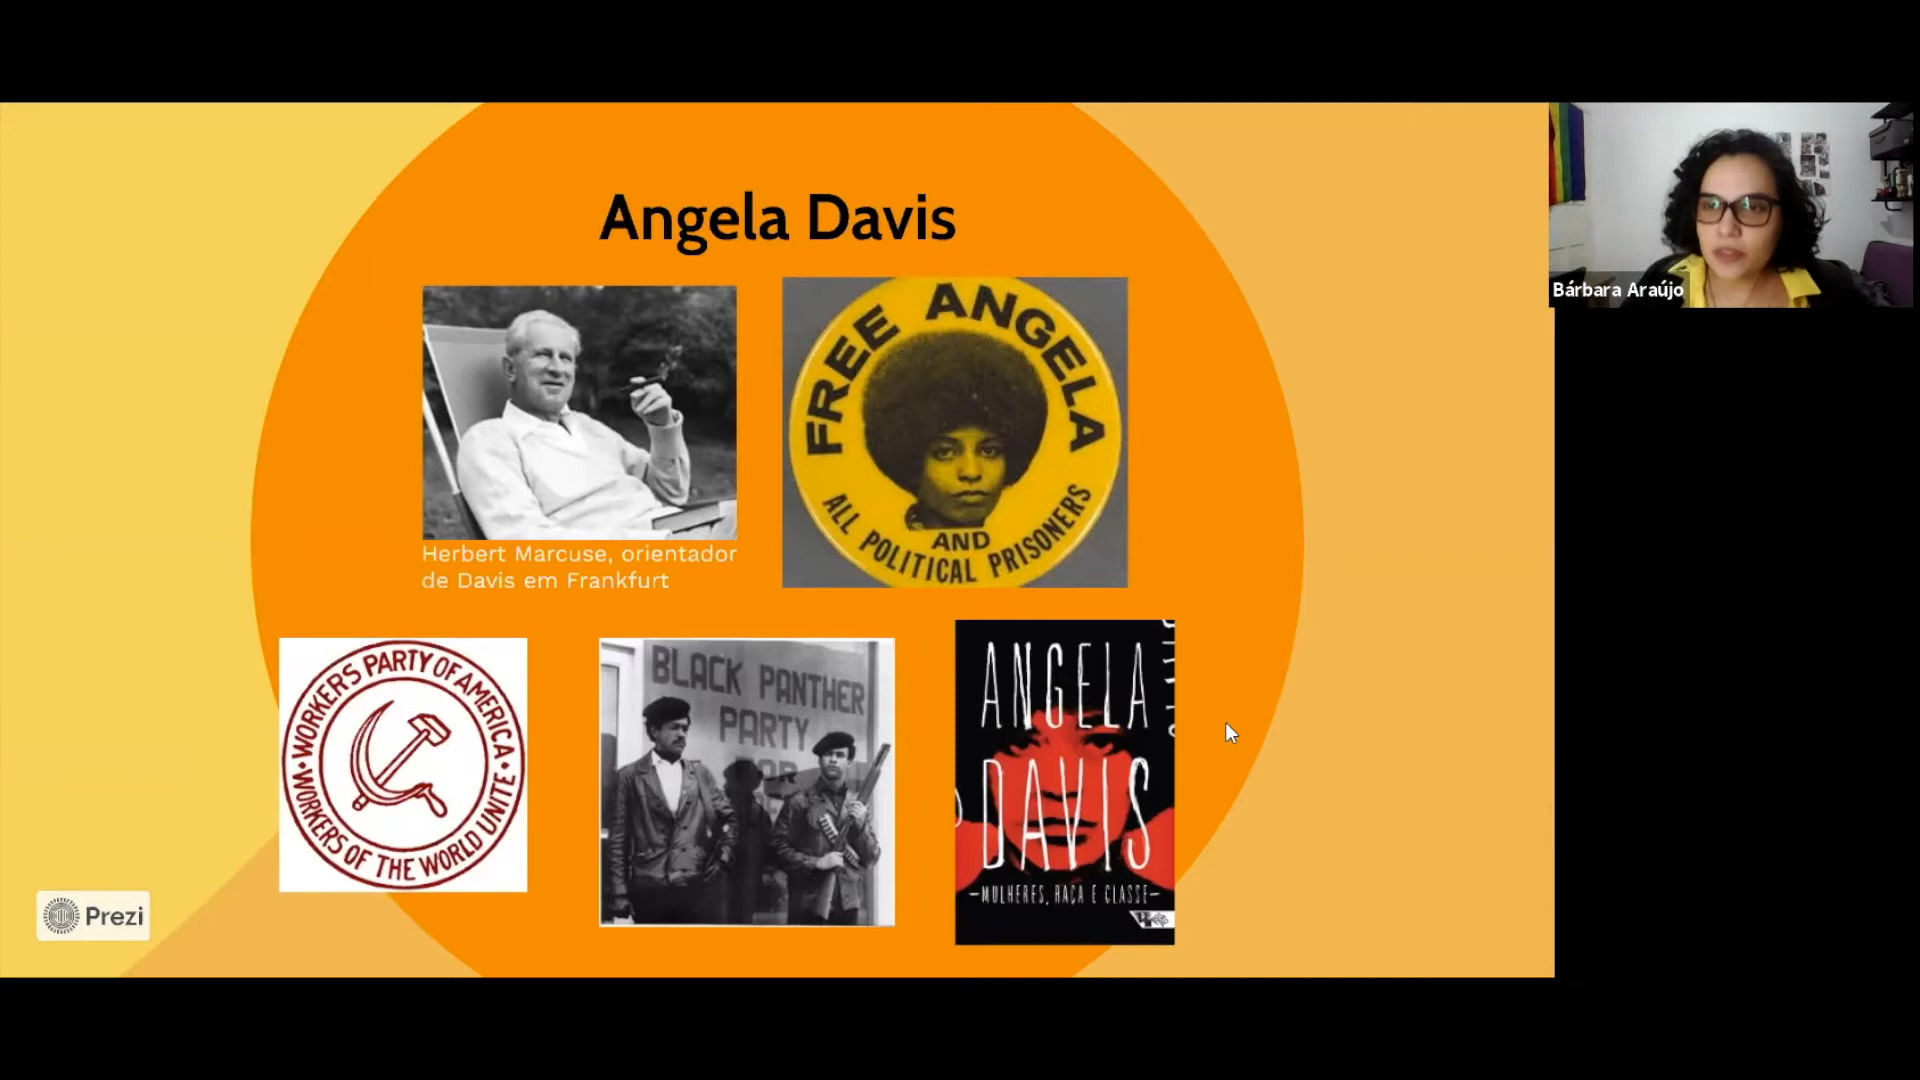 Angela Davis
Bárbara Araújo
FREE ANGELA
AND
ALL POLITICAL PRISONERS
Herbert Marcuse, orientador
de Davis em Frankfurt
WORKERS PARTY OF AMERICA
WORKERS OF THE WORLD UNITE
BLACK PANTHER
PARTY
ANGELA
DAVIS
MULHERES, RAÇA E CLASSE
Prezi